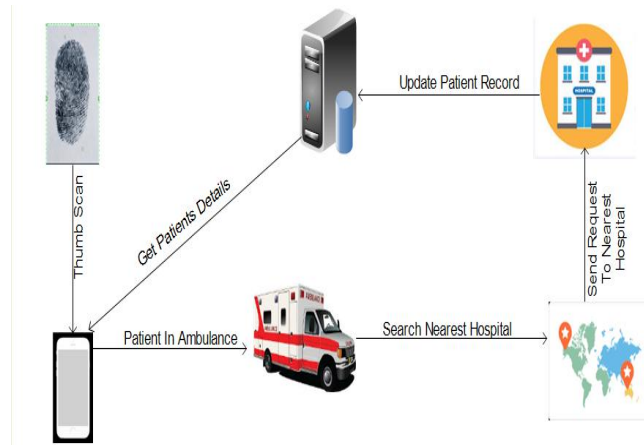 Update Patient Record
HOSPITAL
Thumb Scan
Get Patients Details
Send Request
To Nearest
Hospital
Patient In Ambulance
AMBULANCE
Search Nearest Hospital